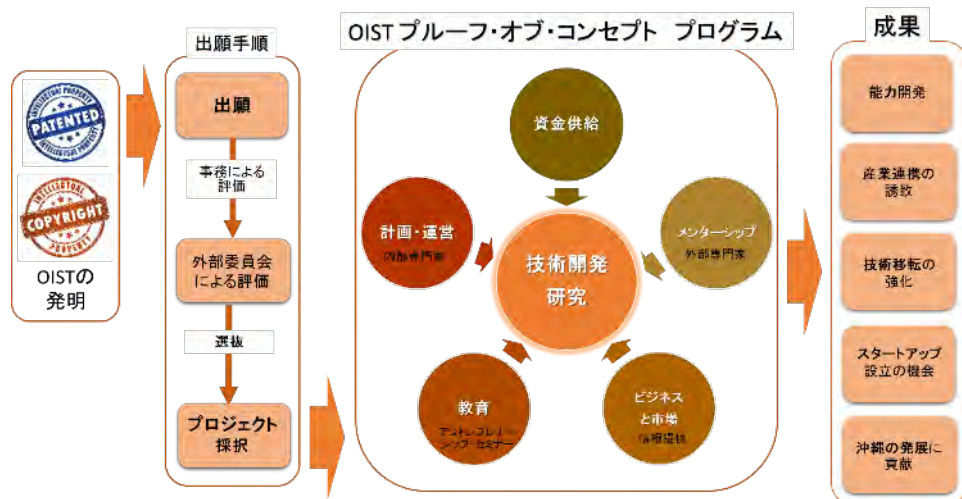 INTELLECTUAL PROPERTY
PATENTED
INTELLECTUAL PROPERTY
INTELLECTUAL
COPYRIGHT
PROPERTY
OISTの
発明
出願手順
出願
事務による
評価
外部委員会
による評価
選抜
プロジェクト
採択
OIST プルーフ・オブ・コンセプト プログラム
資金供給
計画・運営
内部専門家
メンターシップ
外部専門家
技術開発
研究
教育
アントレプレナー
シップ・セミナー
ビジネス
と市場
情報提供
成果
能力開発
産業連携の
誘致
技術移転の
強化
スタートアップ
設立の機会
沖縄の発展に
貢献